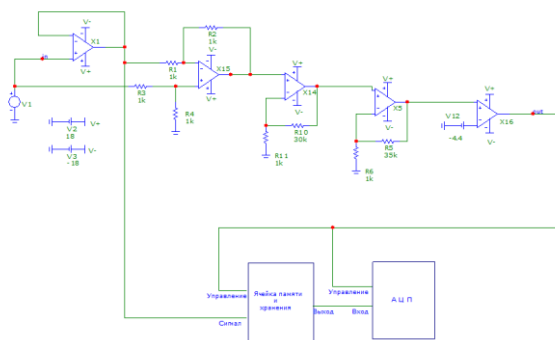 V-
X1
in
V+
V1
V2
18
V+
V3
-18
V-
R2
1k
V-
R1
1k
X15
V+
R3
1k
R4
1k
V+
X14
V-
R10
30k
R11
1k
V+
X5
V-
R5
35k
R6
1k
V12
-4.4
V+
X16
V-
out
Управление
Ячейка памяти
и
хранения
Сигнал
Выход
Управление
Вход
АЦП